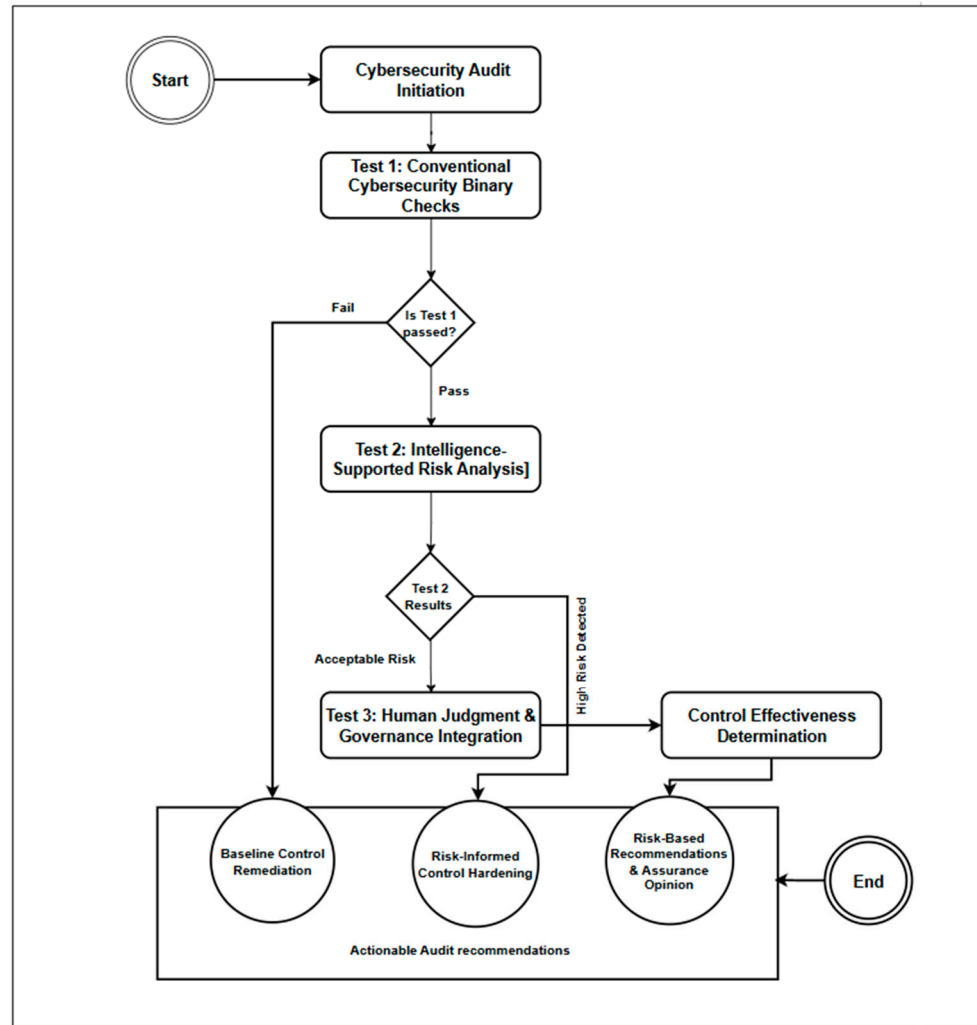 Start
Cybersecurity Audit
Initiation
Test 1: Conventional
Cybersecurity Binary
Checks
Fail
Is Test 1
passed?
Pass
Test 2: Intelligence-
Supported Risk Analysis]
Test 2
Results
High Risk Detected
Acceptable Risk
Test 3: Human Judgment &
Governance Integration
Control Effectiveness
Determination
Baseline Control
Remediation
Risk-Informed
Control Hardening
Risk-Based
Recommendations
& Assurance
Opinion
End
Actionable Audit recommendations